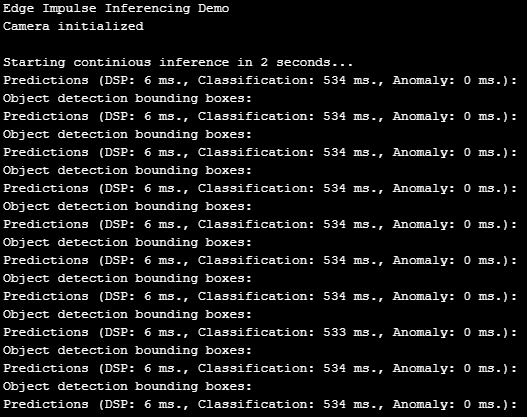 Edge Impulse Inferencing Demo
Camera initialized
Starting continious inference in 2 seconds...
Predictions (DSP: 6 ms., Classification: 534 ms., Anomaly: 0 ms.):
Object detection bounding boxes:
Predictions (DSP: 6 ms., Classification: 534 ms., Anomaly: 0 ms.):
Object detection bounding boxes:
Predictions (DSP: 6 ms., Classification: 534 ms., Anomaly: 0 ms.):
Object detection bounding boxes:
Predictions (DSP: 6 ms., Classification: 534 ms., Anomaly: 0 ms.):
Object detection bounding boxes:
Predictions (DSP: 6 ms., Classification: 534 ms., Anomaly: 0 ms.):
Object detection bounding boxes:
Predictions (DSP: 6 ms., Classification: 534 ms., Anomaly: 0 ms.):
Object detection bounding boxes:
Predictions (DSP: 6 ms., Classification: 534 ms., Anomaly: 0 ms.):
Object detection bounding boxes:
Predictions (DSP: 6 ms., Classification: 533 ms., Anomaly: 0 ms.):
Object detection bounding boxes:
Predictions (DSP: 6 ms., Classification: 534 ms., Anomaly: 0 ms.):
Object detection bounding boxes:
Predictions (DSP: 6 ms., Classification: 534 ms., Anomaly: 0 ms.):